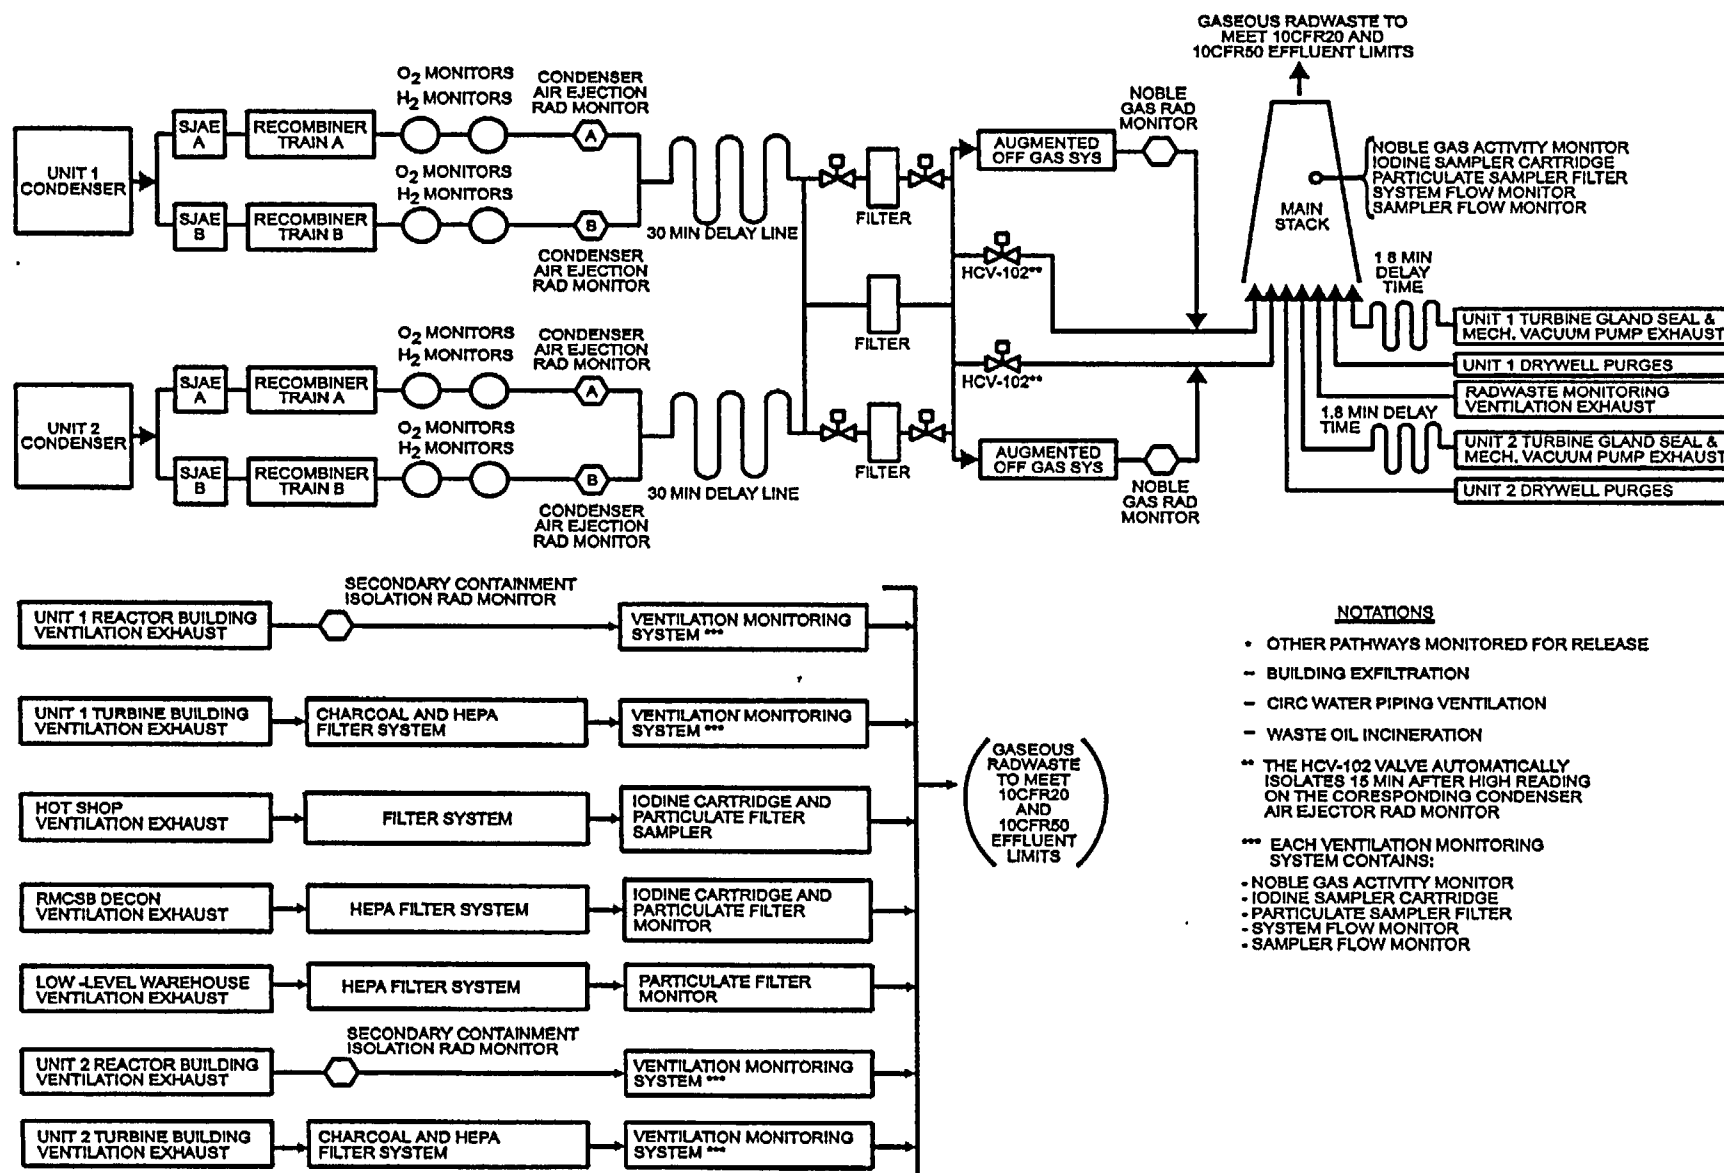 GASEOUS RADWASTE TO
MEET 10CFR20 AND
10CFR50 EFFLUENT LIMITS
O2 MONITORS
H2 MONITORS
CONDENSER
AIR EJECTION
RAD MONITOR
NOBLE
GAS RAD
MONITOR
UNIT 1
CONDENSER
SJAE
A
RECOMBINER
TRAIN A
A
O2 MONITORS
H2 MONITORS
SJAE
B
RECOMBINER
TRAIN B
B
CONDENSER
AIR EJECTION
RAD MONITOR
30 MIN DELAY LINE
FILTER
AUGMENTED
OFF GAS SYS
HCV-102**
FILTER
HCV-102**
NOBLE GAS ACTIVITY MONITOR
IODINE SAMPLER CARTRIDGE
PARTICULATE SAMPLER FILTER
SYSTEM FLOW MONITOR
SAMPLER FLOW MONITOR
MAIN
STACK
1 8 MIN
DELAY
TIME
UNIT 1 TURBINE GLAND SEAL &
MECH. VACUUM PUMP EXHAUST
UNIT 1 DRYWELL PURGES
RADWASTE MONITORING
VENTILATION EXHAUST
1.8 MIN DELAY
TIME
UNIT 2 TURBINE GLAND SEAL &
MECH. VACUUM PUMP EXHAUST
UNIT 2 DRYWELL PURGES
O2 MONITORS
H2 MONITORS
CONDENSER
AIR EJECTION
RAD MONITOR
UNIT 2
CONDENSER
SJAE
A
RECOMBINER
TRAIN A
A
O2 MONITORS
H2 MONITORS
SJAE
B
RECOMBINER
TRAIN B
B
CONDENSER
AIR EJECTION
RAD MONITOR
30 MIN DELAY LINE
FILTER
AUGMENTED
OFF GAS SYS
NOBLE
GAS RAD
MONITOR
SECONDARY CONTAINMENT
ISOLATION RAD MONITOR
UNIT 1 REACTOR BUILDING
VENTILATION EXHAUST
VENTILATION MONITORING
SYSTEM ***
UNIT 1 TURBINE BUILDING
VENTILATION EXHAUST
CHARCOAL AND HEPA
FILTER SYSTEM
VENTILATION MONITORING
SYSTEM ***
HOT SHOP
VENTILATION EXHAUST
FILTER SYSTEM
IODINE CARTRIDGE AND
PARTICULATE FILTER
SAMPLER
RMCSB DECON
VENTILATION EXHAUST
HEPA FILTER SYSTEM
IODINE CARTRIDGE AND
PARTICULATE FILTER
MONITOR
LOW -LEVEL WAREHOUSE
VENTILATION EXHAUST
HEPA FILTER SYSTEM
PARTICULATE FILTER
MONITOR
SECONDARY CONTAINMENT
ISOLATION RAD MONITOR
UNIT 2 REACTOR BUILDING
VENTILATION EXHAUST
VENTILATION MONITORING
SYSTEM ***
UNIT 2 TURBINE BUILDING
VENTILATION EXHAUST
CHARCOAL AND HEPA
FILTER SYSTEM
VENTILATION MONITORING
SYSTEM ***
GASEOUS
RADWASTE
TO MEET
10CFR20
AND
10CFR50
EFFLUENT
LIMITS
NOTATIONS
* OTHER PATHWAYS MONITORED FOR RELEASE
- BUILDING EXFILTRATION
- CIRC WATER PIPING VENTILATION
- WASTE OIL INCINERATION
** THE HCV-102 VALVE AUTOMATICALLY
ISOLATES 15 MIN AFTER HIGH READING
ON THE CORESPONDING CONDENSER
AIR EJECTOR RAD MONITOR
*** EACH VENTILATION MONITORING
SYSTEM CONTAINS:
- NOBLE GAS ACTIVITY MONITOR
- IODINE SAMPLER CARTRIDGE
- PARTICULATE SAMPLER FILTER
- SYSTEM FLOW MONITOR
- SAMPLER FLOW MONITOR